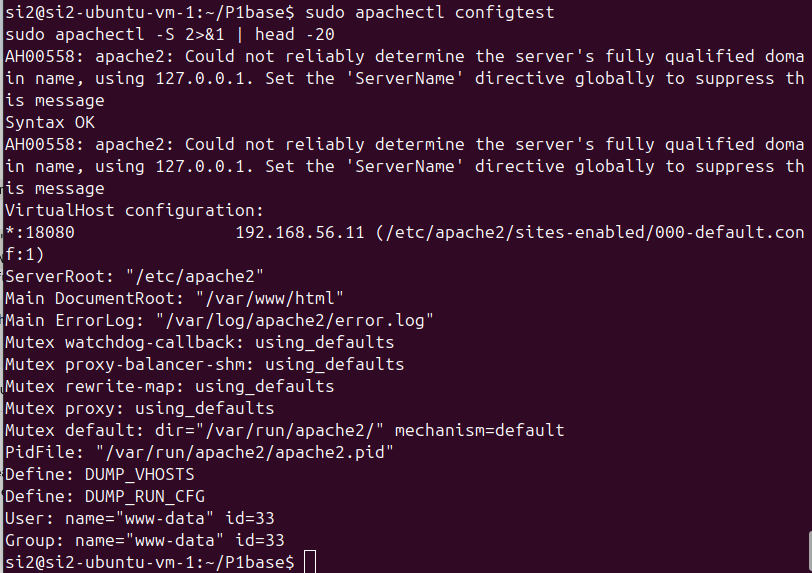 si2@si2-ubuntu-vm-1:~/P1base$ sudo apachectl configtest
sudo apachectl -S 2>&1 | head -20
AH00558: apache2: Could not reliably determine the server's fully qualified doma
in name, using 127.0.0.1. Set the 'ServerName' directive globally to suppress th
is message
Syntax OK
AH00558: apache2: Could not reliably determine the server's fully qualified doma
in name, using 127.0.0.1. Set the 'ServerName' directive globally to suppress th
is message
VirtualHost configuration:
*:18080                192.168.56.11 (/etc/apache2/sites-enabled/000-default.con
f:1)
ServerRoot: "/etc/apache2"
Main DocumentRoot: "/var/www/html"
Main ErrorLog: "/var/log/apache2/error.log"
Mutex watchdog-callback: using_defaults
Mutex proxy-balancer-shm: using_defaults
Mutex rewrite-map: using_defaults
Mutex proxy: using_defaults
Mutex default: dir="/var/run/apache2/" mechanism=default
PidFile: "/var/run/apache2/apache2.pid"
Define: DUMP_VHOSTS
Define: DUMP_RUN_CFG
User: name="www-data" id=33
Group: name="www-data" id=33
si2@si2-ubuntu-vm-1:~/P1base$